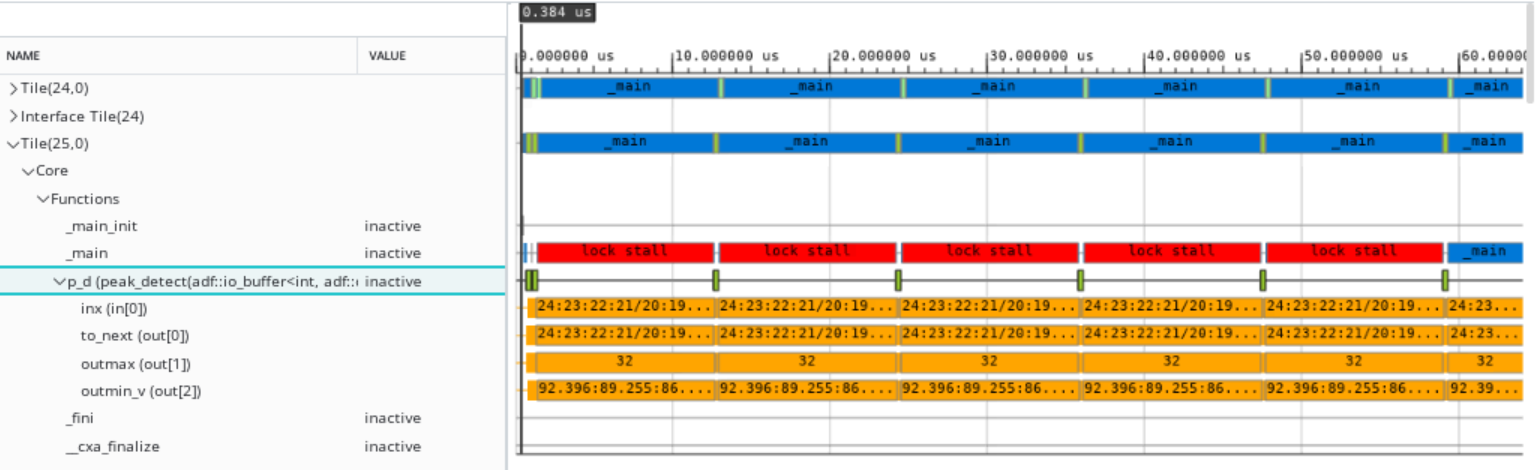 0.384 us
NAME VALUE 0.000000 us 10.000000 us 20.000000 us 30.000000 us 40.000000 us 50.000000 us 60.00000
Tile(24,0) _main _main _main _main _main _main
Interface Tile(24)
Tile(25,0) _main _main _main _main _main _main
Core
Functions
_main_init inactive
_main inactive lock stall lock stall lock stall lock stall lock stall _main
p_d (peak_detect(adf::io_buffer<int, adf:: inactive
inx (in[0]) 24:23:22:21/20:19... 24:23:22:21/20:19... 24:23:22:21/20:19... 24:23:22:21/20:19... 24:23:22:21/20:19... 24:23...
to_next (out[0]) 24:23:22:21/20:19... 24:23:22:21/20:19... 24:23:22:21/20:19... 24:23:22:21/20:19... 24:23:22:21/20:19... 24:23...
outmax (out[1]) 32 32 32 32 32 32
outmin_v (out[2]) 92.396:89.255:86.... 92.396:89.255:86.... 92.396:89.255:86.... 92.396:89.255:86.... 92.396:89.255:86.... 92.39...
_fini inactive
__cxa_finalize inactive